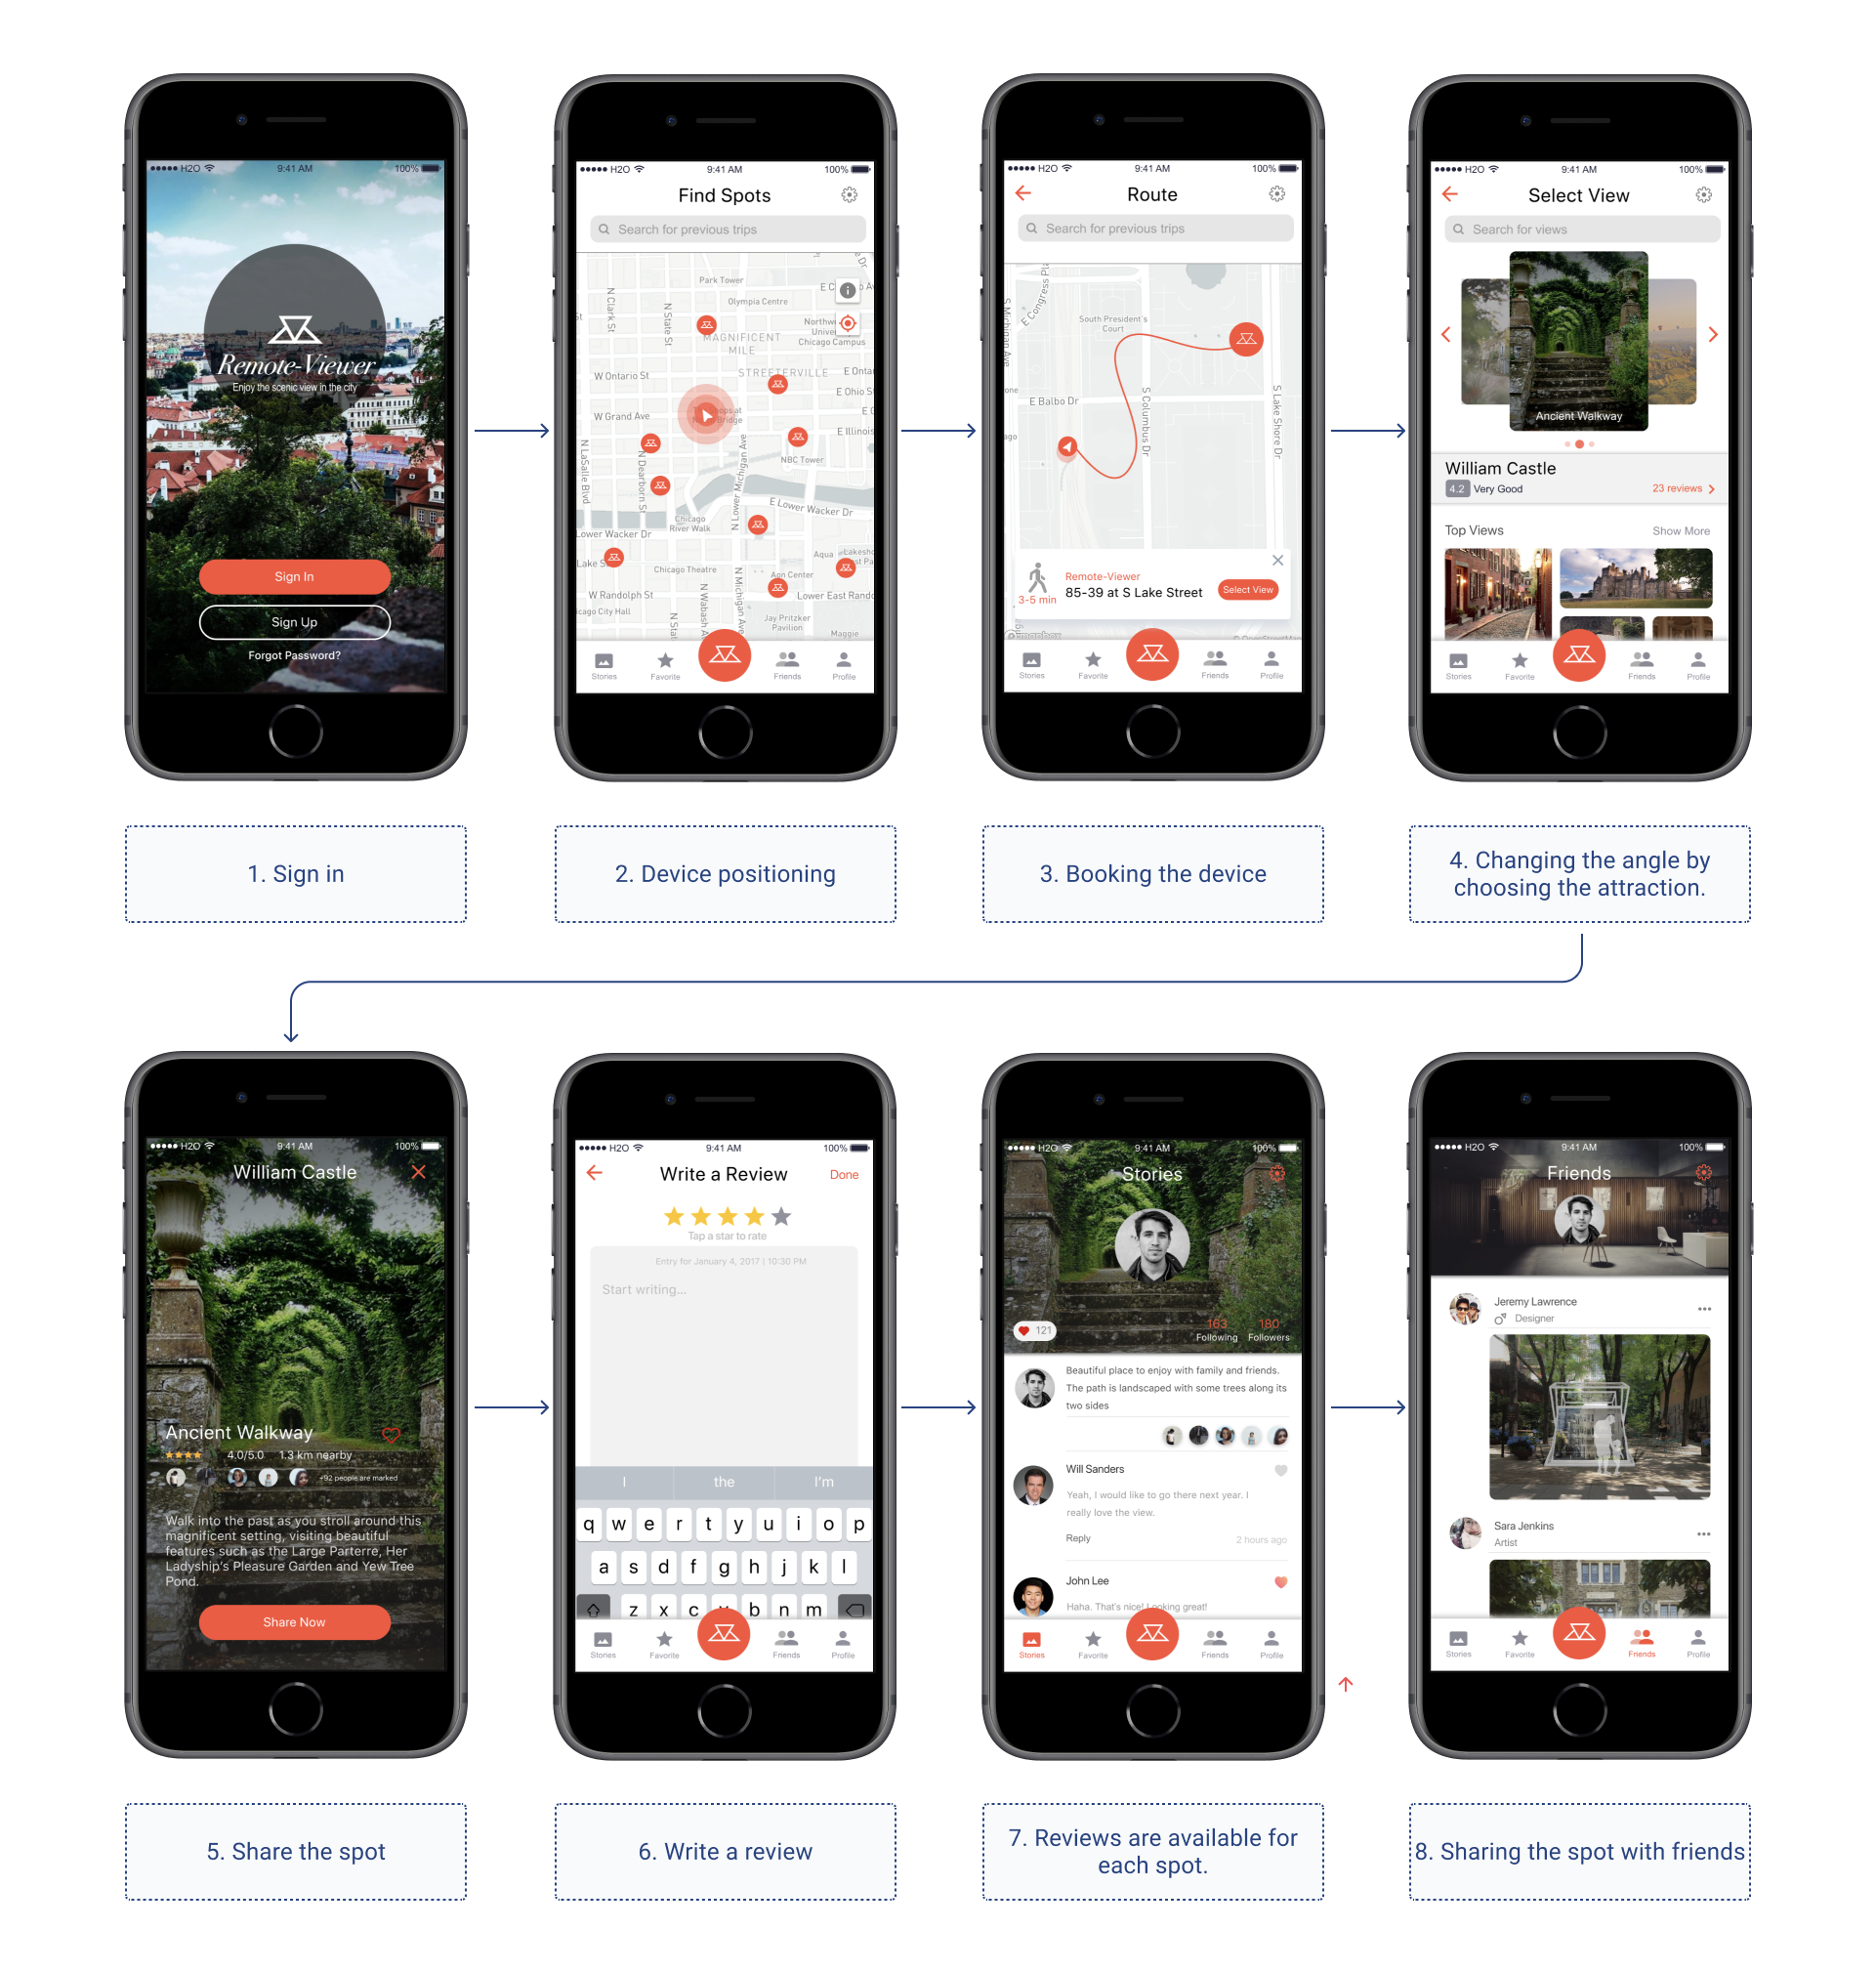 H2O 9:41 AM 100%
Remote-Viewer
Enjoy the scenic view in the city
Sign In
Sign Up
Forgot Password?
1. Sign in
H2O 9:41 AM 100%
Find Spots
Search for previous trips
Park Tower
Olympia Centre
N Clark St
N State St
Chicago Campus
MAGNIFICENT
MILE
W Ontario St
STREETERVILLE
E Ohio S
W Grand Ave
E Illinois
NBC Tower
N LaSalle Blvd
N Dearborn St
N Lower Michigan Ave
E Lower Wacker Dr
Chicago
River Walk
Lower Wacker Dr
Aqua
Lake S
Chicago Theatre
Aon Center
W Randolph St
N Michigan Ave
Lower East Rando
icago City Hall
N Wabash A
N Stat
Jay Pritzker
Pavilion
Maggie
Stories Favorite Friends Profile
2. Device positioning
H2O 9:41 AM 100%
Route
Search for previous trips
S Michigan Ave
E Congress Pl
South President's
Court
E Balbo Dr
S Columbus Dr
S Lake Shore Dr
Remote-Viewer
3-5 min
85-39 at S Lake Street
Select View
Stories Favorite Friends Profile
3. Booking the device
H2O 9:41 AM 100%
Select View
Search for views
Ancient Walkway
William Castle
4.2 Very Good
23 reviews
Top Views Show More
Stories Favorite Friends Profile
4. Changing the angle by
choosing the attraction.
H2O 9:41 AM 100%
William Castle
Ancient Walkway
4.0/5.0 1.3 km nearby
+92 people are marked
Walk into the past as you stroll around this
magnificent setting, visiting beautiful
features such as the Large Parterre, Her
Ladyship's Pleasure Garden and Yew Tree
Pond.
Share Now
5. Share the spot
H2O 9:41 AM 100%
Write a Review Done
Tap a star to rate
Entry for January 4, 2017 | 10:30 PM
Start writing...
I the I'm
q w e r t y u i o p
a s d f g h j k l
z x c v b n m
Stories Favorite Friends Profile
6. Write a review
H2O 9:41 AM 100%
Stories
121
163 180
Following Followers
Beautiful place to enjoy with family and friends.
The path is landscaped with some trees along its
two sides
Will Sanders
Yeah, I would like to go there next year. I
really love the view.
Reply 2 hours ago
John Lee
Haha. That's nice! Looking great!
Stories Favorite Friends Profile
7. Reviews are available for
each spot.
H2O 9:41 AM 100%
Friends
Jeremy Lawrence
Designer
Sara Jenkins
Artist
Stories Favorite Friends Profile
8. Sharing the spot with friends